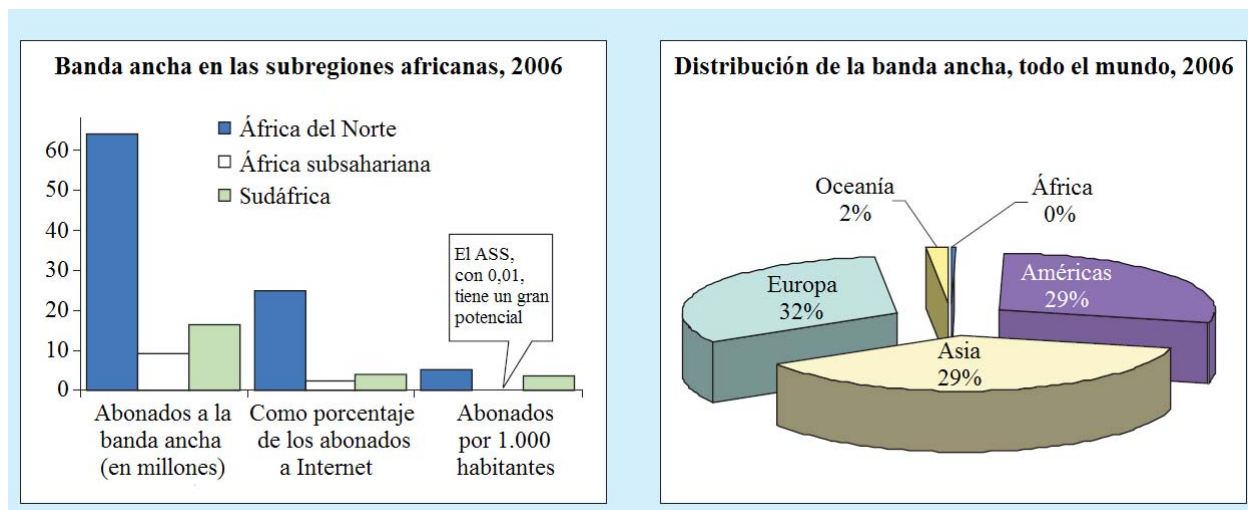 Banda ancha en las subregiones africanas, 2006
África del Norte
África subsahariana
Sudáfrica
60
50
40
30
20
10
0
El ASS,
con 0,01,
tiene un gran
potencial
Abonados a la
banda ancha
(en millones)
Como porcentaje
de los abonados
a Internet
Abonados
por 1.000
habitantes
Distribución de la banda ancha, todo el mundo, 2006
Oceanía
2%
África
0%
Europa
32%
Américas
29%
Asia
29%